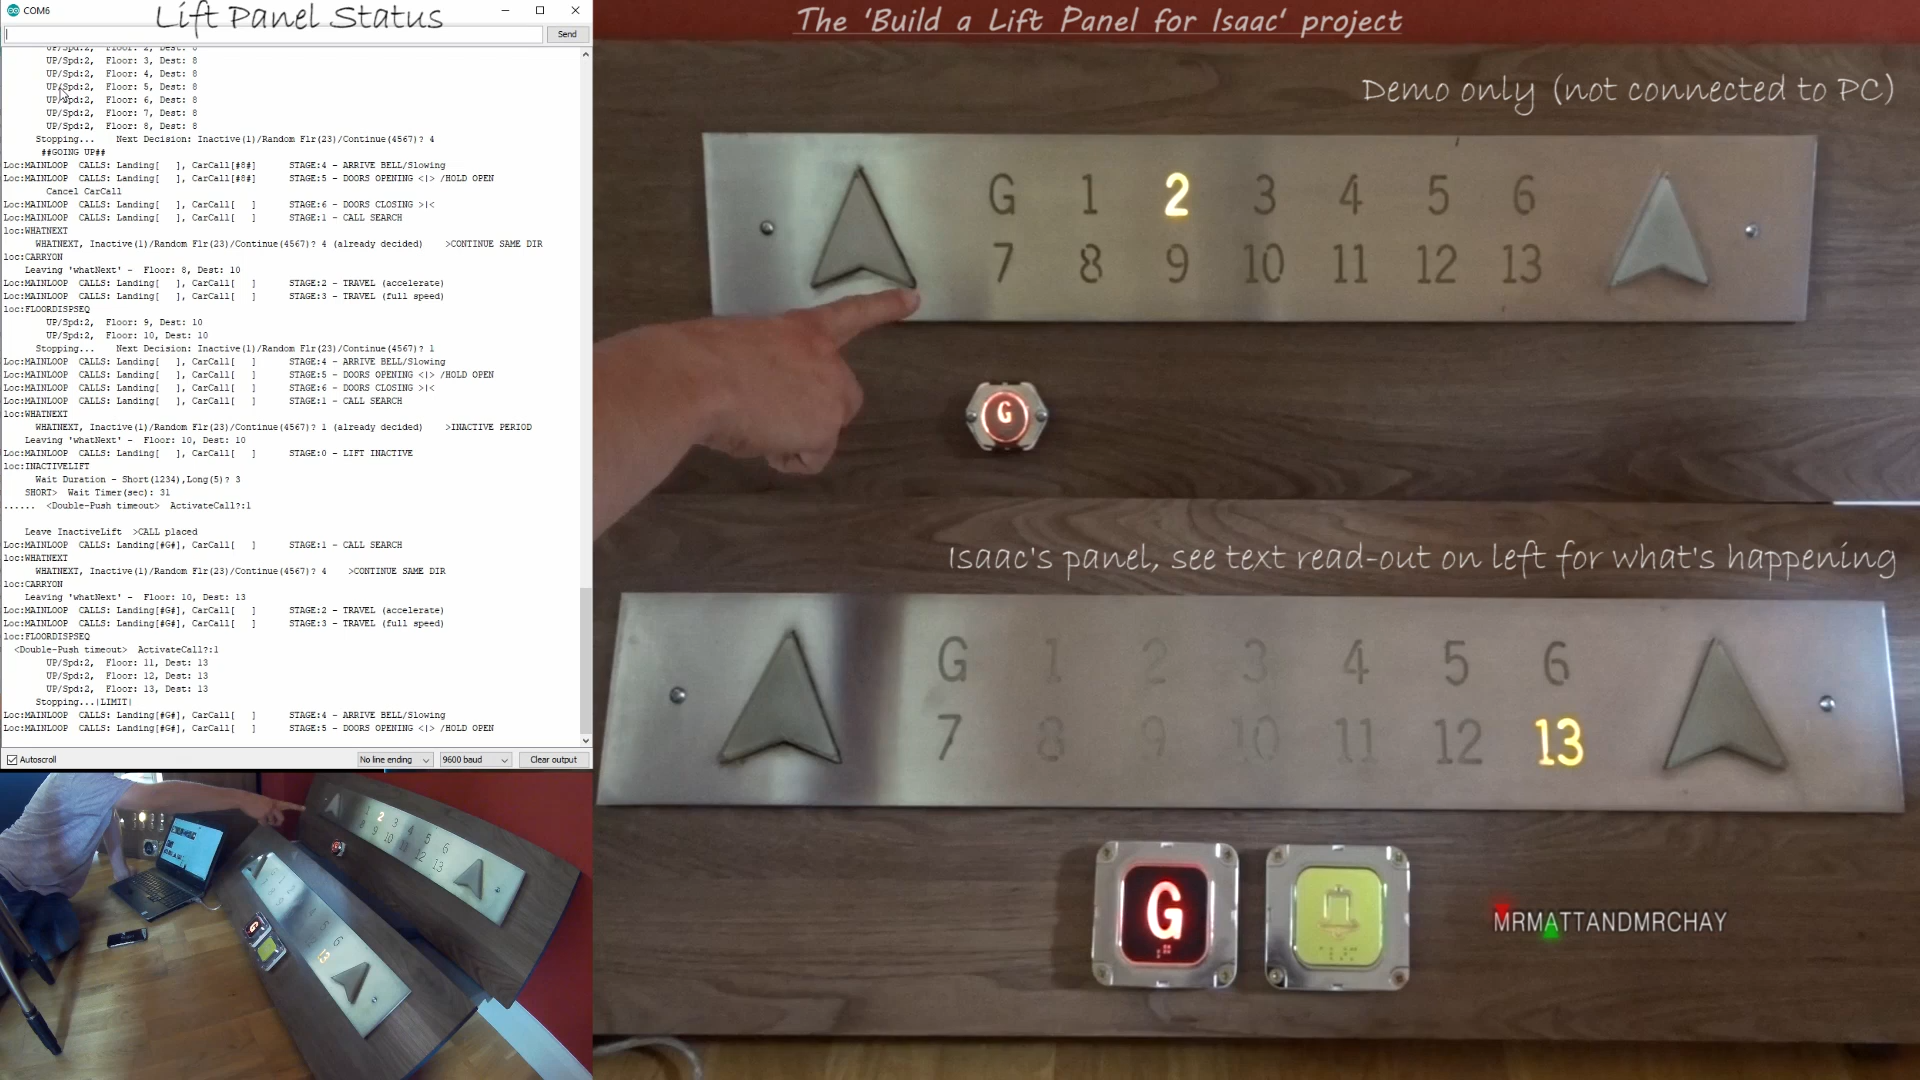 COM6
Lift Panel Status
Send
UP/Spd:2,  Floor: 2, Dest: 8
UP/Spd:2,  Floor: 3, Dest: 8
UP/Spd:2,  Floor: 4, Dest: 8
UP/Spd:2,  Floor: 5, Dest: 8
UP/Spd:2,  Floor: 6, Dest: 8
UP/Spd:2,  Floor: 7, Dest: 8
UP/Spd:2,  Floor: 8, Dest: 8
Stopping...    Next Decision: Inactive(1)/Random Flr(23)/Continue(4567)? 4
##GOING UP##
Loc:MAINLOOP  CALLS: Landing[   ], CarCall[#8#]     STAGE:4 - ARRIVE BELL/Slowing
Loc:MAINLOOP  CALLS: Landing[   ], CarCall[#8#]     STAGE:5 - DOORS OPENING <|> /HOLD OPEN
Cancel CarCall
Loc:MAINLOOP  CALLS: Landing[   ], CarCall[   ]     STAGE:6 - DOORS CLOSING >|<
Loc:MAINLOOP  CALLS: Landing[   ], CarCall[   ]     STAGE:1 - CALL SEARCH
loc:WHATNEXT
WHATNEXT, Inactive(1)/Random Flr(23)/Continue(4567)? 4 (already decided)    >CONTINUE SAME DIR
loc:CARRYON
Leaving 'whatNext' -  Floor: 8, Dest: 10
Loc:MAINLOOP  CALLS: Landing[   ], CarCall[   ]     STAGE:2 - TRAVEL (accelerate)
Loc:MAINLOOP  CALLS: Landing[   ], CarCall[   ]     STAGE:3 - TRAVEL (full speed)
loc:FLOORDISPSEQ
UP/Spd:2,  Floor: 9, Dest: 10
UP/Spd:2,  Floor: 10, Dest: 10
Stopping...    Next Decision: Inactive(1)/Random Flr(23)/Continue(4567)? 1
Loc:MAINLOOP  CALLS: Landing[   ], CarCall[   ]     STAGE:4 - ARRIVE BELL/Slowing
Loc:MAINLOOP  CALLS: Landing[   ], CarCall[   ]     STAGE:5 - DOORS OPENING <|> /HOLD OPEN
Loc:MAINLOOP  CALLS: Landing[   ], CarCall[   ]     STAGE:6 - DOORS CLOSING >|<
Loc:MAINLOOP  CALLS: Landing[   ], CarCall[   ]     STAGE:1 - CALL SEARCH
loc:WHATNEXT
WHATNEXT, Inactive(1)/Random Flr(23)/Continue(4567)? 1 (already decided)    >INACTIVE PERIOD
Leaving 'whatNext' -  Floor: 10, Dest: 10
Loc:MAINLOOP  CALLS: Landing[   ], CarCall[   ]     STAGE:0 - LIFT INACTIVE
loc:INACTIVELIFT
Wait Duration - Short(1234),Long(5)? 3
SHORT>  Wait Timer(sec): 31
......  <Double-Push timeout>  ActivateCall?:1
Leave InactiveLift  >CALL placed
Loc:MAINLOOP  CALLS: Landing[#G#], CarCall[   ]     STAGE:1 - CALL SEARCH
loc:WHATNEXT
WHATNEXT, Inactive(1)/Random Flr(23)/Continue(4567)? 4    >CONTINUE SAME DIR
loc:CARRYON
Leaving 'whatNext' -  Floor: 10, Dest: 13
Loc:MAINLOOP  CALLS: Landing[#G#], CarCall[   ]     STAGE:2 - TRAVEL (accelerate)
Loc:MAINLOOP  CALLS: Landing[#G#], CarCall[   ]     STAGE:3 - TRAVEL (full speed)
loc:FLOORDISPSEQ
<Double-Push timeout>  ActivateCall?:1
UP/Spd:2,  Floor: 11, Dest: 13
UP/Spd:2,  Floor: 12, Dest: 13
UP/Spd:2,  Floor: 13, Dest: 13
Stopping...|LIMIT|
Loc:MAINLOOP  CALLS: Landing[#G#], CarCall[   ]     STAGE:4 - ARRIVE BELL/Slowing
Loc:MAINLOOP  CALLS: Landing[#G#], CarCall[   ]     STAGE:5 - DOORS OPENING <|> /HOLD OPEN
Autoscroll
No line ending
9600 baud
Clear output
The 'Build a Lift Panel for Isaac' project
Demo only (not connected to PC)
G 1 2 3 4 5 6
7 8 9 10 11 12 13
G
Isaac's panel, see text read-out on left for what's happening
G 1 2 3 4 5 6
7 8 9 10 11 12 13
G
MRMATTANDMRCHAY
2 3 4 5 6
9 10 11 12 13
G
5 6
13